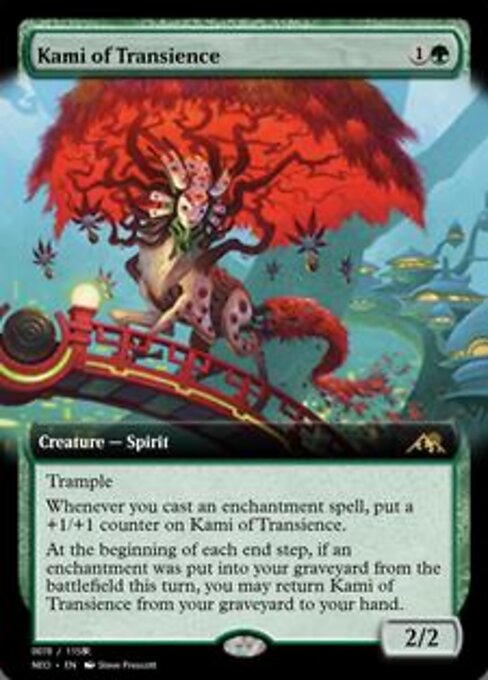 Kami of Transience 1
Creature — Spirit
Trample
Whenever you cast an enchantment spell, put a
+1/+1 counter on Kami of Transience.
At the beginning of each end step, if an
enchantment was put into your graveyard from the
battlefield this turn, you may return Kami of
Transience from your graveyard to your hand.
2/2
NEO • EN Steve Prescott